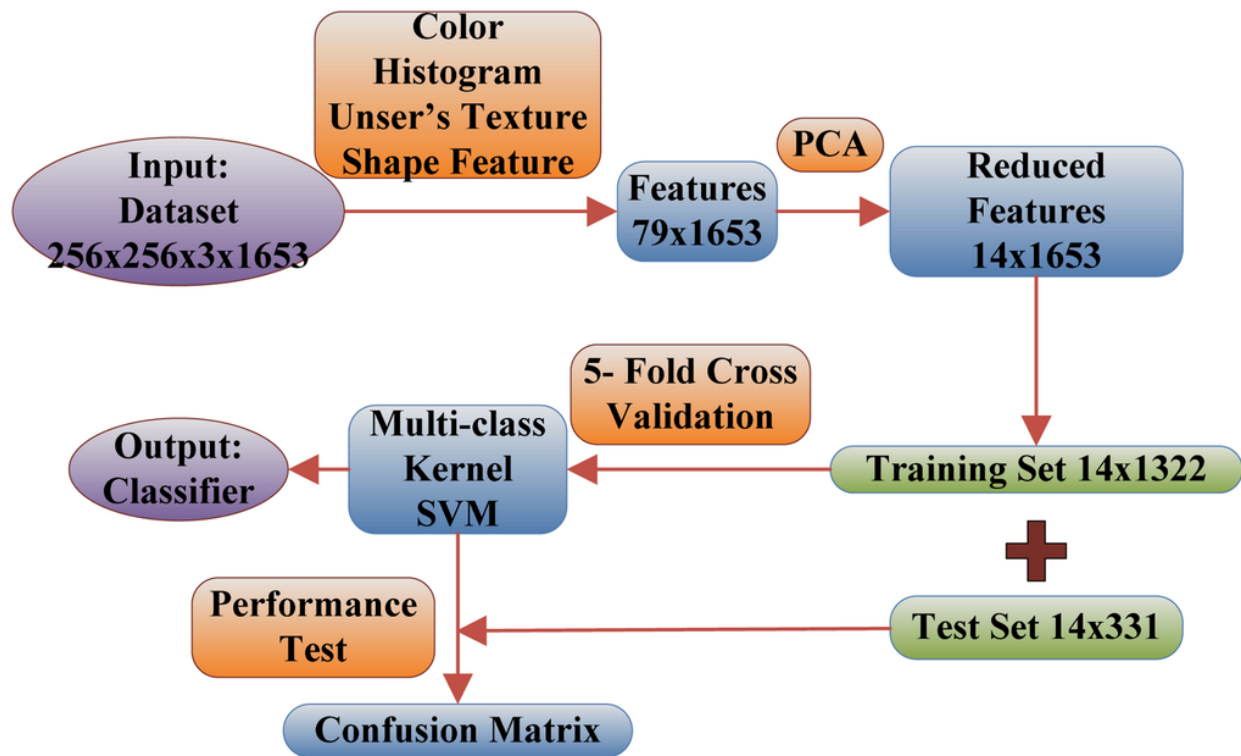 Color
Histogram
Unser's Texture
Shape Feature
Input:
Dataset
256x256x3x1653
Features
79x1653
PCA
Reduced
Features
14x1653
5- Fold Cross
Validation
Training Set 14x1322
Multi-class
Kernel
SVM
Output:
Classifier
Test Set 14x331
Performance
Test
Confusion Matrix